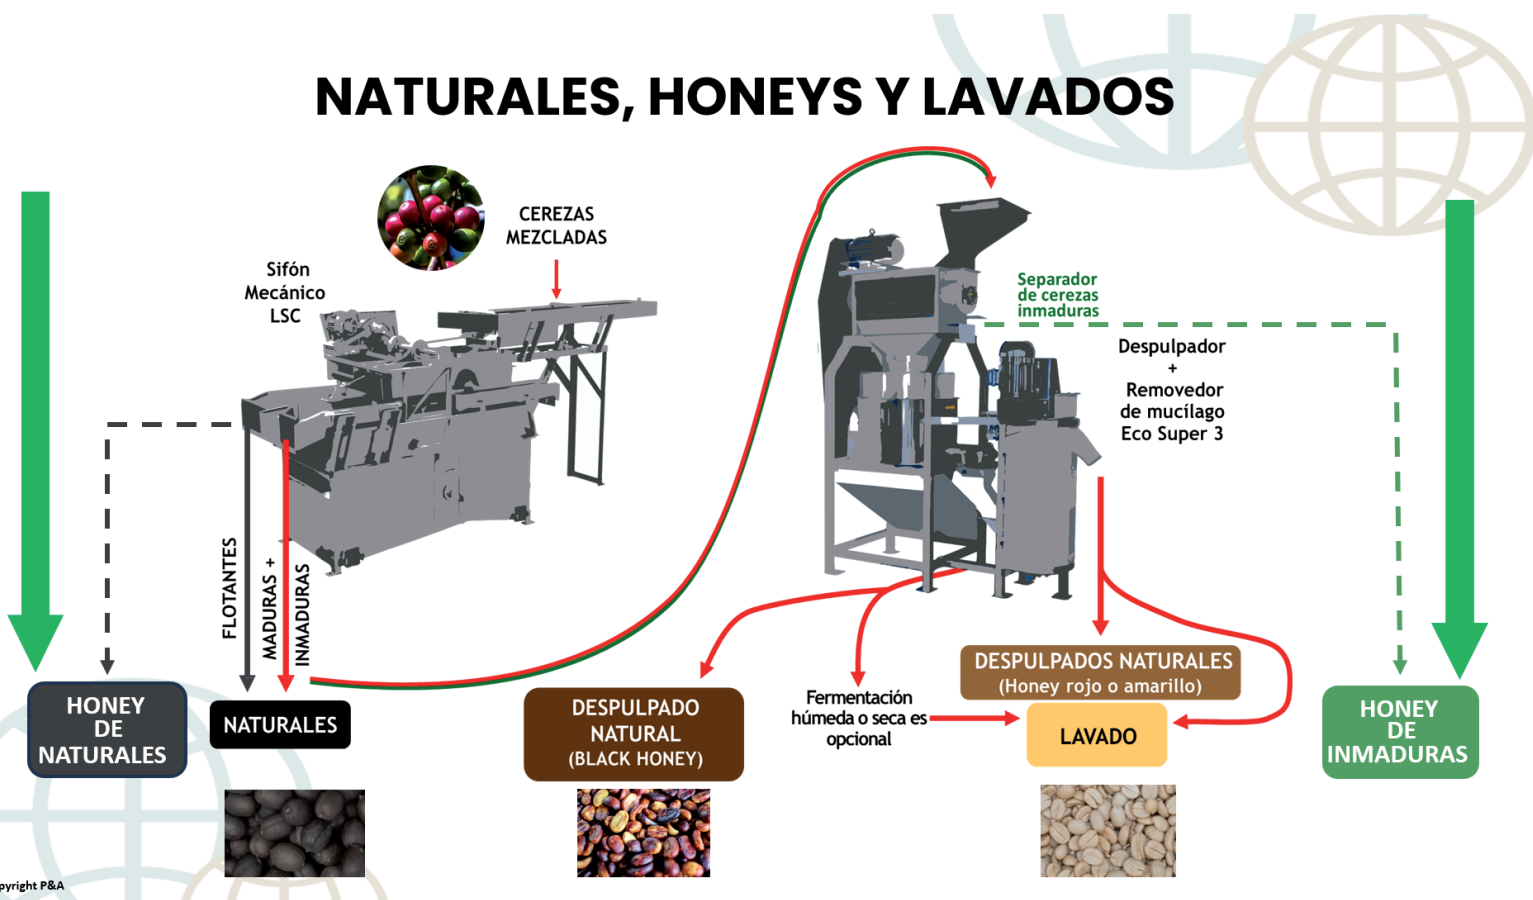 NATURALES, HONEYS Y LAVADOS
CEREZAS
MEZCLADAS
Sifón
Mecánico
LSC
Separador
de cerezas
inmaduras
Despulpador
+
Removedor
de mucílago
Eco Super 3
FLOTANTES
MADURAS +
INMADURAS
HONEY
DE
NATURALES
NATURALES
DESPULPADO
NATURAL
(BLACK HONEY)
Fermentación
húmeda o seca es
opcional
DESPULPADOS NATURALES
(Honey rojo o amarillo)
LAVADO
HONEY
DE
INMADURAS
pyright P&A